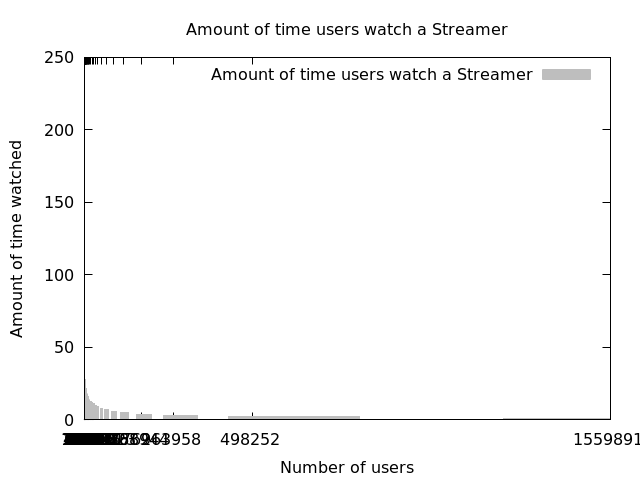 Amount of time users watch a Streamer
Amount of time users watch a Streamer
250
200
150
100
50
0
Amount of time watched
263958
498252
1559891
Number of users